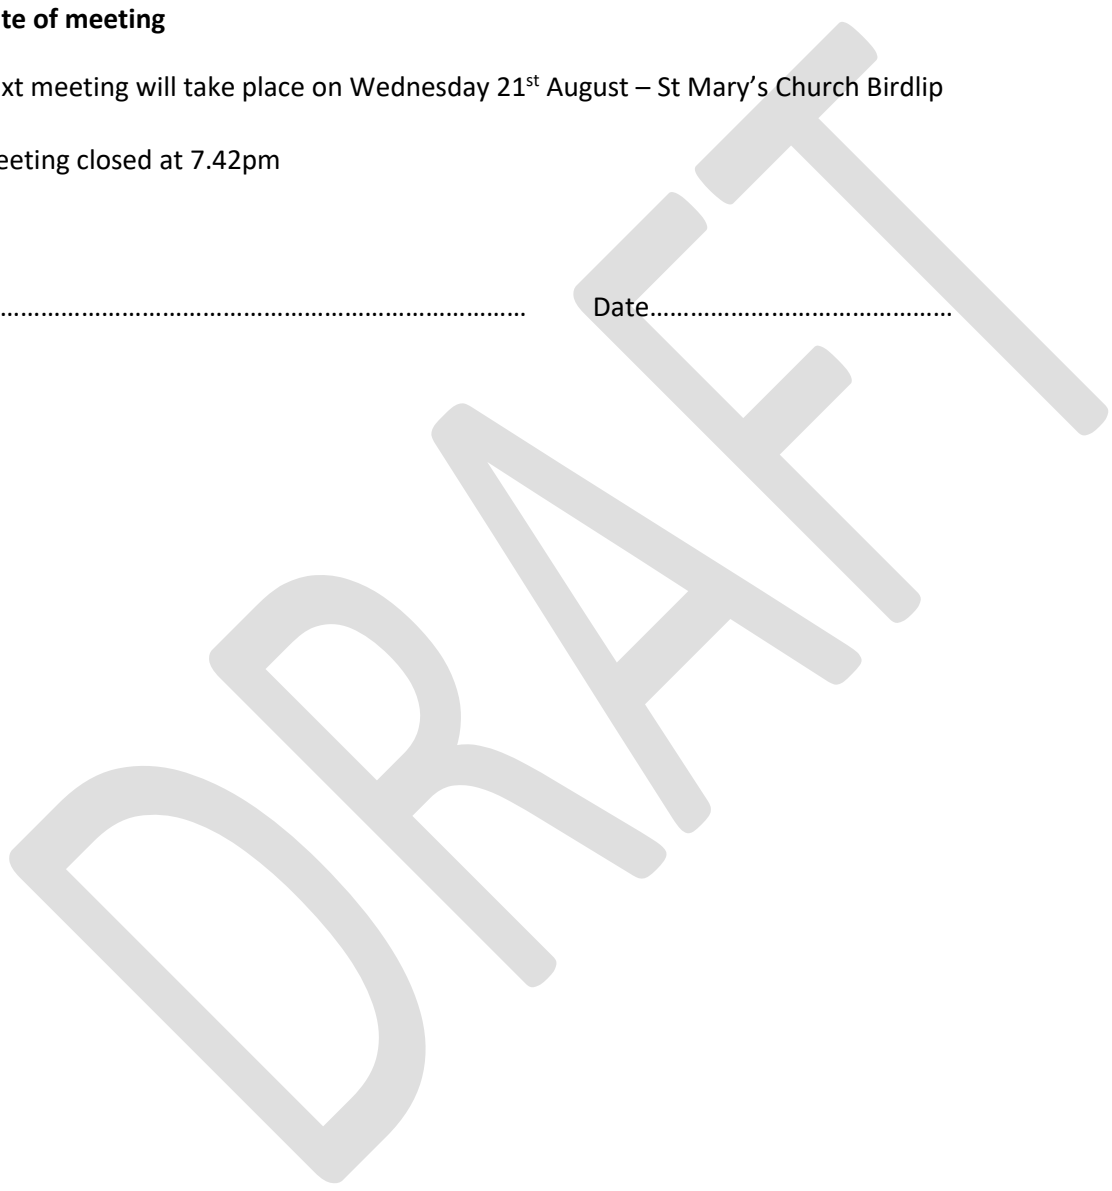 te of meeting
xt meeting will take place on Wednesday 21st August – St Mary’s Church Birdlip
eeting closed at 7.42pm
…………………………………………………………………… Date………………………………………
DRAFT